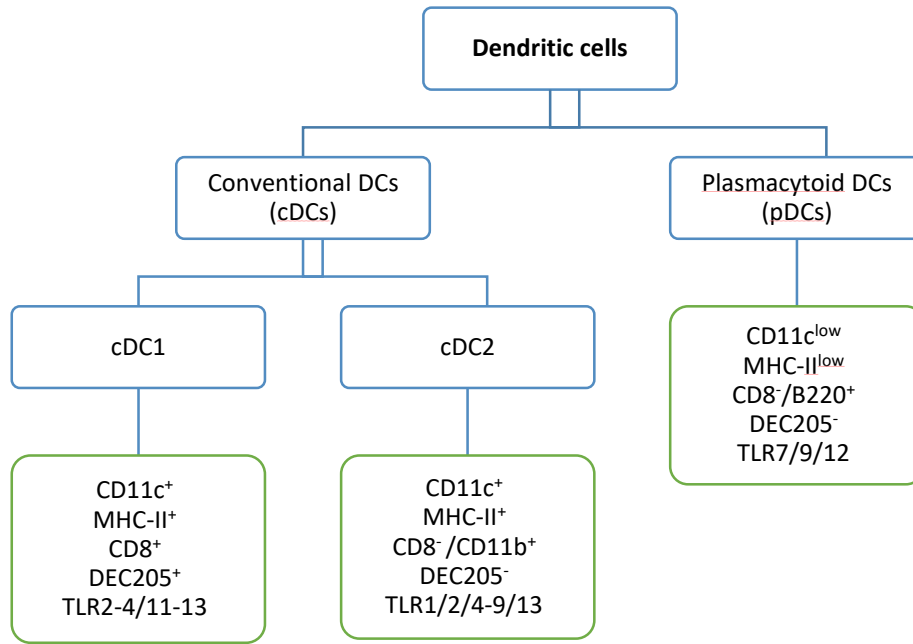 Dendritic cells
Conventional DCs
(cDCs)
Plasmacytoid DCs
(pDCs)
cDC1
cDC2
CD11c⁺
MHC-II⁺
CD8⁺
DEC205⁺
TLR2-4/11-13
CD11c⁺
MHC-II⁺
CD8⁻/CD11b⁺
DEC205⁻
TLR1/2/4-9/13
CD11cˡᵒʷ
MHC-IIˡᵒʷ
CD8⁻/B220⁺
DEC205⁻
TLR7/9/12